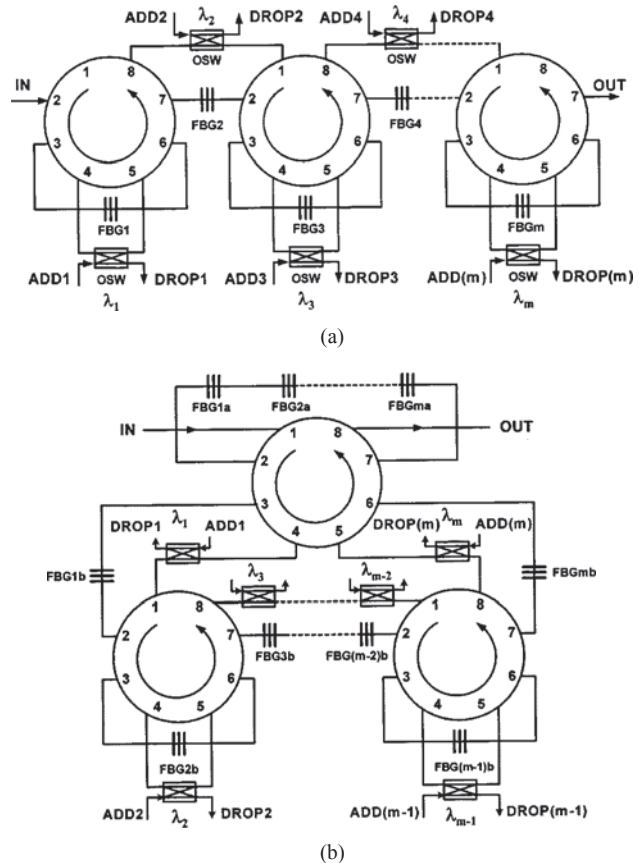 ADD2 λ2 DROP2 ADD4 λ4 DROP4
OSW OSW
1 8 1 8 1 8
IN 2 7 2 7 2 7 OUT
FBG2 FBG4
3 6 3 6 3 6
4 5 4 5 4 5
FBG1 FBG3 FBGm
ADD1 OSW DROP1 ADD3 OSW DROP3 ADD(m) OSW DROP(m)
λ1 λ3 λm
(a)
FBG1a FBG2a FBGma
IN 1 8 OUT
2 7
3 6
4 5
DROP1 λ1 ADD1 DROP(m) λm ADD(m)
FBG1b λ3 λm-2 FBGmb
1 8 1 8
2 7 2 7
FBG3b FBG(m-2)b
3 6 3 6
4 5 4 5
FBG2b FBG(m-1)b
ADD2 λ2 DROP2 ADD(m-1) λm-1 DROP(m-1)
(b)